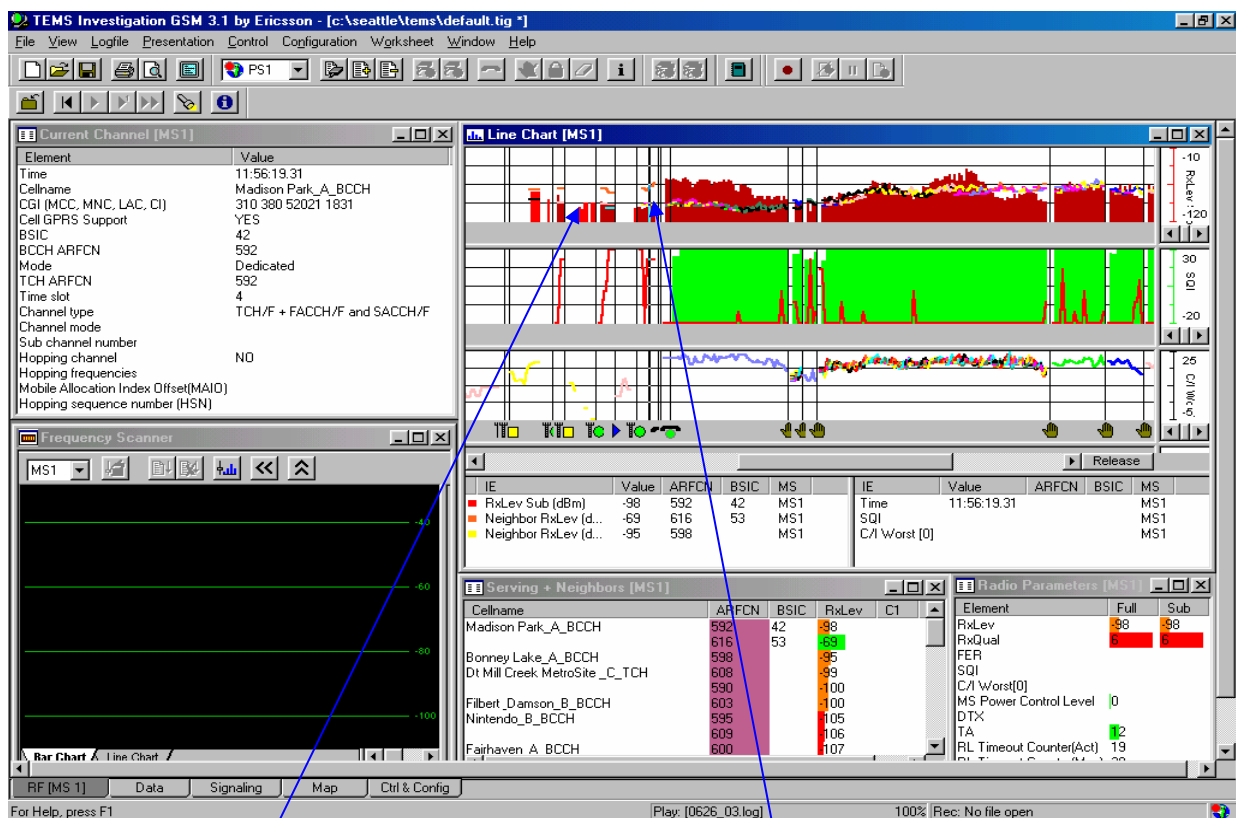 TEMS Investigation GSM 3.1 by Ericsson - [c:\seattle\tems\default.tig *]
File View Logfile Presentation Control Configuration Worksheet Window Help
PS1
Current Channel [MS1]
Element Value
Time 11:56:19.31
Cellname Madison Park_A_BCCH
CGI (MCC, MNC, LAC, CI) 310 380 52021 1831
Cell GPRS Support YES
BSIC 42
BCCH ARFCN 592
Mode Dedicated
TCH ARFCN 592
Time slot 4
Channel type TCH/F + FACCH/F and SACCH/F
Channel mode
Sub channel number
Hopping channel NO
Hopping frequencies
Mobile Allocation Index Offset(MAIO)
Hopping sequence number (HSN)
Line Chart [MS1]
-10
RxLev
-120
30
SQI
-20
25
C/I Wc
-5
Release
IE Value ARFCN BSIC MS
RxLev Sub (dBm) -98 592 42 MS1
Neighbor RxLev (d... -69 616 53 MS1
Neighbor RxLev (d... -95 598 MS1
IE Value ARFCN BSIC MS
Time 11:56:19.31 MS1
SQI MS1
C/I Worst [0] MS1
Frequency Scanner
MS1
-40
-60
-80
-100
Bar Chart Line Chart
Serving + Neighbors [MS1]
Cellname ARFCN BSIC RxLev C1
Madison Park_A_BCCH 592 42 -98
616 53 -69
Bonney Lake_A_BCCH 598 -95
Dt Mill Creek MetroSite _C_TCH 608 -99
590 -100
Filbert_Damson_B_BCCH 603 -100
Nintendo_B_BCCH 595 -105
609 -106
Fairhaven_A_BCCH 600 -107
Radio Parameters [MS1]
Element Full Sub
RxLev -98 -98
RxQual 6 6
FER
SQI
C/I Worst[0]
MS Power Control Level 0
DTX
TA 12
RL Timeout Counter(Act) 19
RF [MS 1] Data Signaling Map Ctrl & Config
For Help, press F1 Play: [0626_03.log] 100% Rec: No file open